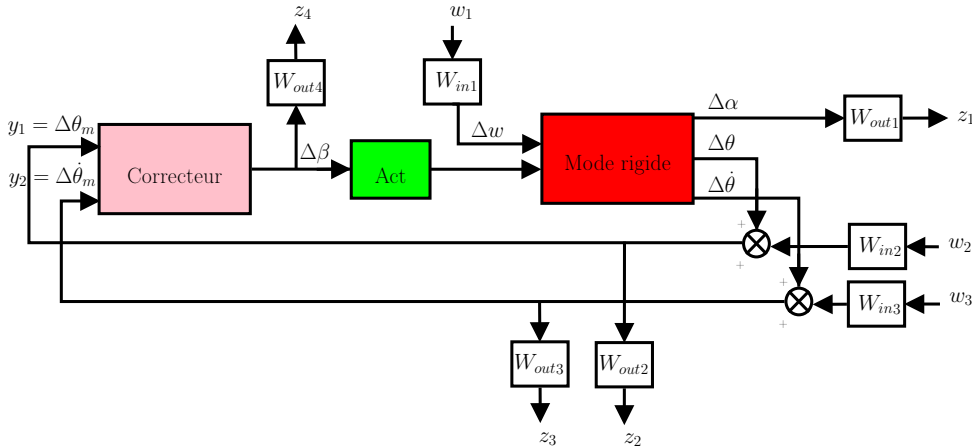 z₄
w₁
W_out4
W_in1
y₁ = Δθₘ
Δα
W_out1
z₁
Δw
Δβ
Δθ
y₂ = Δθ̇ₘ
Correcteur
Act
Mode rigide
Δθ̇
+
+
W_in2
w₂
+
+
W_in3
w₃
W_out3
W_out2
z₃
z₂